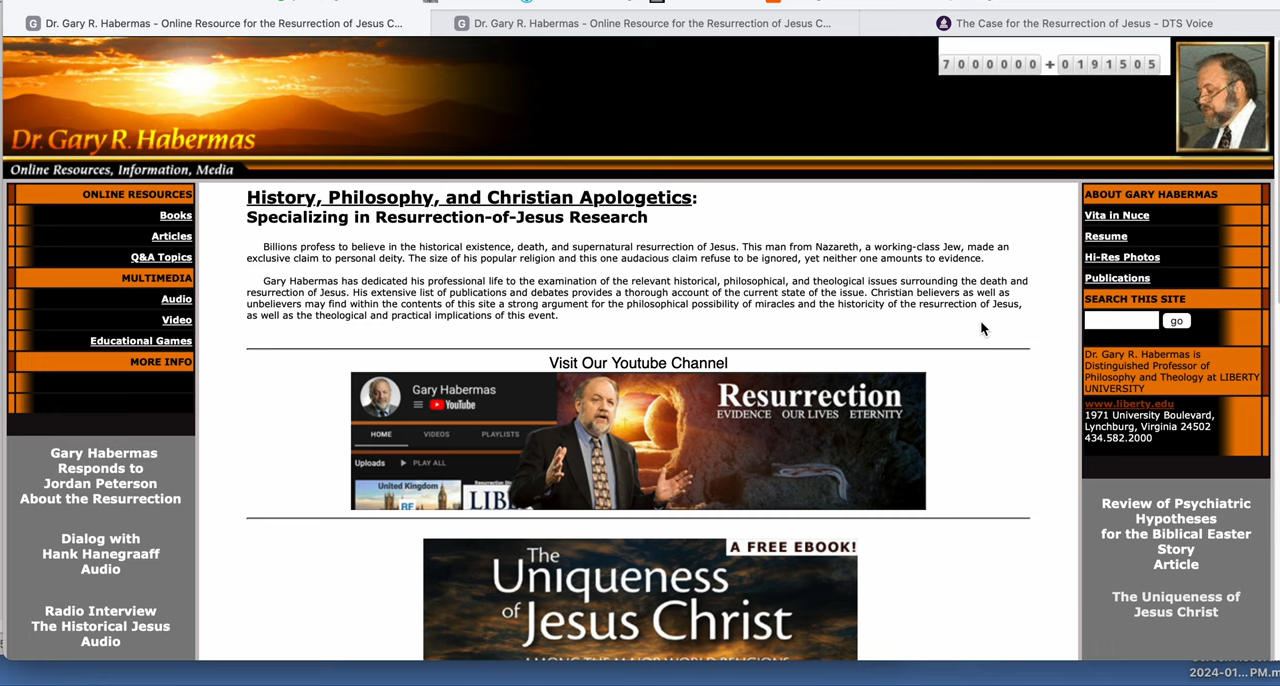 Dr. Gary R. Habermas - Online Resource for the Resurrection of Jesus C...
Dr. Gary R. Habermas - Online Resource for the Resurrection of Jesus C...
The Case for the Resurrection of Jesus - DTS Voice
7000000+0191505
Dr. Gary R. Habermas
Online Resources, Information, Media
ONLINE RESOURCES
Books
Articles
Q&A Topics
MULTIMEDIA
Audio
Video
Educational Games
MORE INFO
Gary Habermas
Responds to
Jordan Peterson
About the Resurrection
Dialog with
Hank Hanegraaff
Audio
Radio Interview
The Historical Jesus
Audio
History, Philosophy, and Christian Apologetics:
Specializing in Resurrection-of-Jesus Research
Billions profess to believe in the historical existence, death, and supernatural resurrection of Jesus. This man from Nazareth, a working-class Jew, made an
exclusive claim to personal deity. The size of his popular religion and this one audacious claim refuse to be ignored, yet neither one amounts to evidence.
Gary Habermas has dedicated his professional life to the examination of the relevant historical, philosophical, and theological issues surrounding the death and
resurrection of Jesus. His extensive list of publications and debates provides a thorough account of the current state of the issue. Christian believers as well as
unbelievers may find within the contents of this site a strong argument for the philosophical possibility of miracles and the historicity of the resurrection of Jesus,
as well as the theological and practical implications of this event.
Visit Our Youtube Channel
Gary Habermas
YouTube
HOME VIDEOS PLAYLISTS
Uploads PLAY ALL
United Kingdom
Resurrection
EVIDENCE OUR LIVES ETERNITY
A FREE EBOOK!
The
Uniqueness
of Jesus Christ
AMONG THE MAJOR WORLD RELIGIONS
ABOUT GARY HABERMAS
Vita in Nuce
Resume
Hi-Res Photos
Publications
SEARCH THIS SITE
go
Dr. Gary R. Habermas is
Distinguished Professor of
Philosophy and Theology at LIBERTY
UNIVERSITY
www.liberty.edu
1971 University Boulevard,
Lynchburg, Virginia 24502
434.582.2000
Review of Psychiatric
Hypotheses
for the Biblical Easter
Story
Article
The Uniqueness of
Jesus Christ
2024-01...PM.m